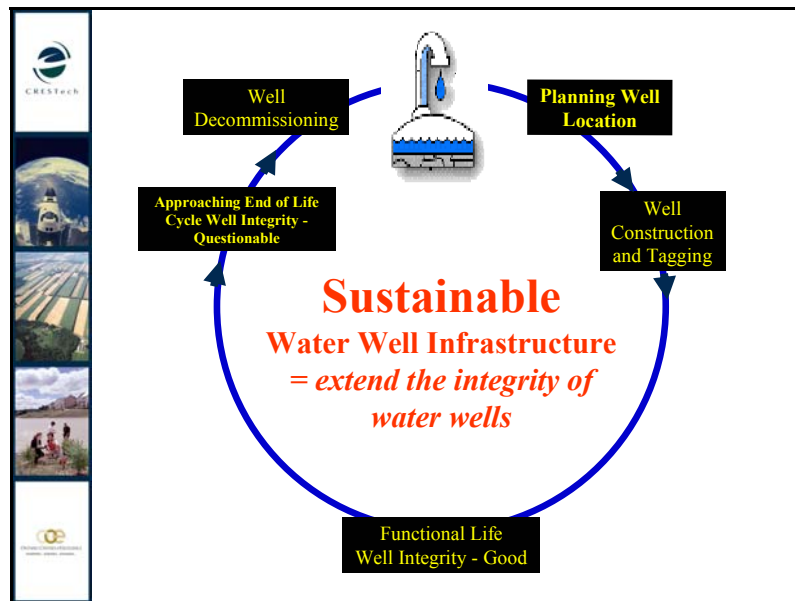 CRESTech
Well
Decommissioning
Planning Well
Location
Approaching End of Life
Cycle Well Integrity -
Questionable
Well
Construction
and Tagging
Sustainable
Water Well Infrastructure
= extend the integrity of
water wells
Functional Life
Well Integrity - Good